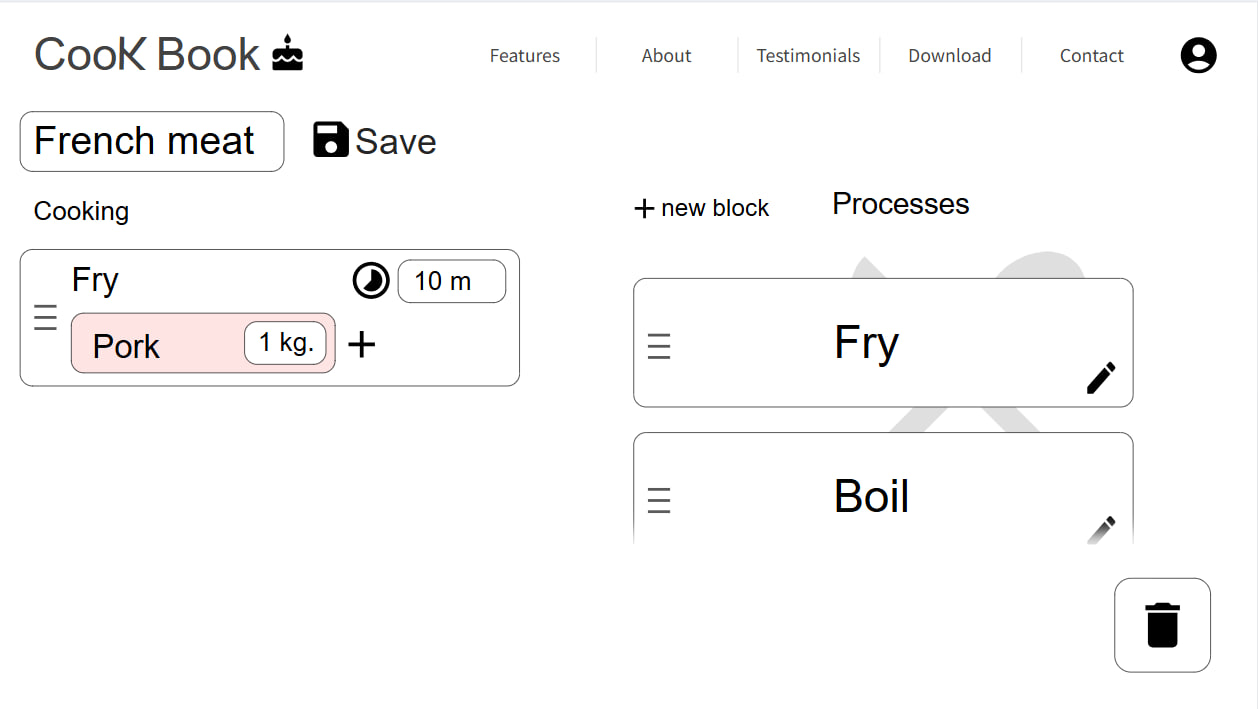 CooK Book
Features
About
Testimonials
Download
Contact
French meat
Save
Cooking
new block
Processes
Fry
10 m
Pork
1 kg.
Fry
Boil